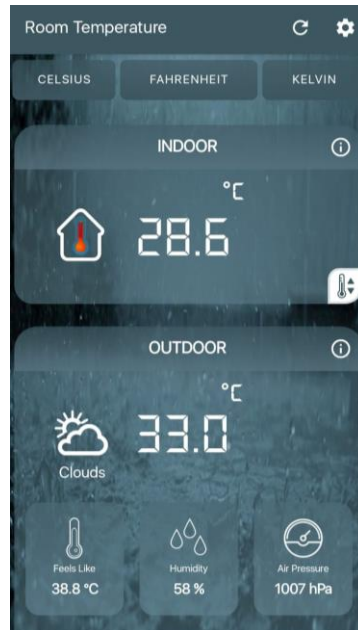 Room Temperature
CELSIUS FAHRENHEIT KELVIN
INDOOR
°C
28.6
OUTDOOR
°C
33.0
Clouds
Feels Like Humidity Air Pressure
38.8 °C 58 % 1007 hPa